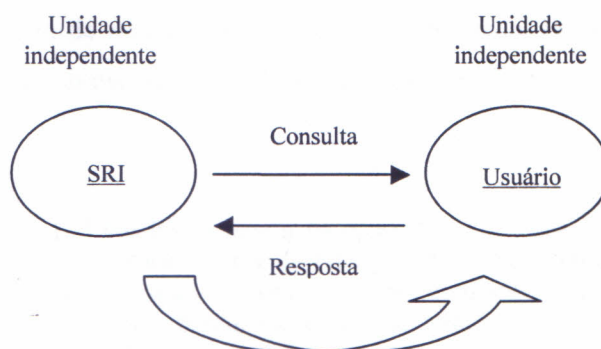 Unidade
independente
Unidade
independente
SRI
Consulta
Usuário
Resposta